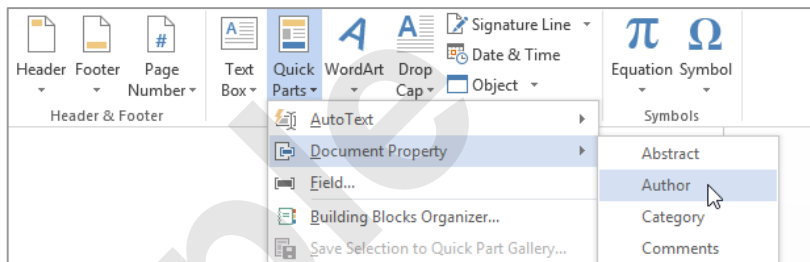 Header Footer Page Number
Header & Footer
Text Box
Quick Parts
WordArt
Drop Cap
Signature Line
Date & Time
Object
Equation Symbol
Symbols
AutoText
Document Property
Field...
Building Blocks Organizer...
Save Selection to Quick Part Gallery...
Abstract
Author
Category
Comments